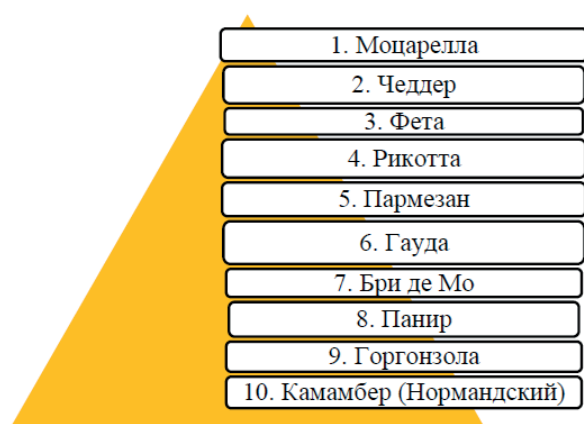 1. Моцарелла
2. Чеддер
3. Фета
4. Рикотта
5. Пармезан
6. Гауда
7. Бри де Мо
8. Панир
9. Горгонзола
10. Камамбер (Нормандский)